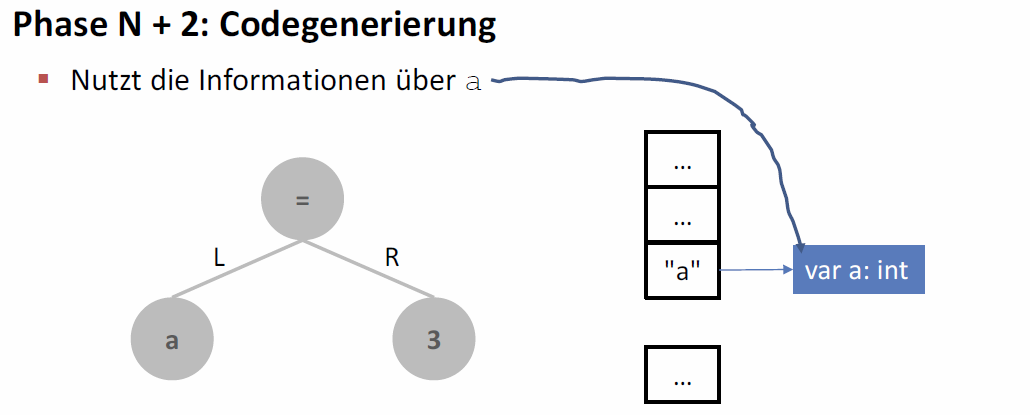 Phase N + 2: Codegenerierung
▪ Nutzt die Informationen über a
...
=
...
L
R
"a"
var a: int
a
3
...